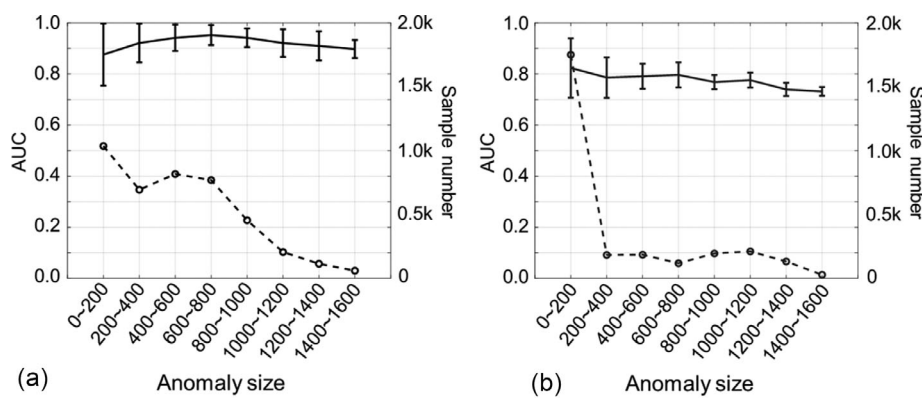 1.0
0.8
0.6
0.4
0.2
0.0
AUC
2.0k
1.5k
1.0k
0.5k
0
Sample number
0~200
200~400
400~600
600~800
800~1000
1000~1200
1200~1400
1400~1600
(a)
Anomaly size
1.0
0.8
0.6
0.4
0.2
0.0
AUC
2.0k
1.5k
1.0k
0.5k
0
Sample number
0~200
200~400
400~600
600~800
800~1000
1000~1200
1200~1400
1400~1600
(b)
Anomaly size